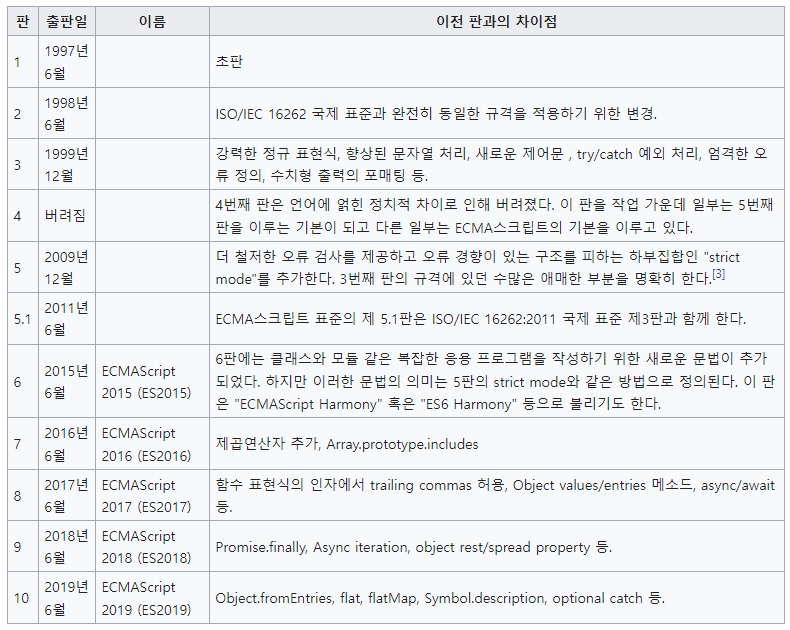 판 출판일 이름 이전 판과의 차이점
1 1997년 6월 초판
2 1998년 6월 ISO/IEC 16262 국제 표준과 완전히 동일한 규격을 적용하기 위한 변경.
3 1999년 12월 강력한 정규 표현식, 향상된 문자열 처리, 새로운 제어문 , try/catch 예외 처리, 엄격한 오
류 정의, 수치형 출력의 포매팅 등.
4 버려짐 4번째 판은 언어에 얽힌 정치적 차이로 인해 버려졌다. 이 판을 작업 가운데 일부는 5번째
판을 이루는 기본이 되고 다른 일부는 ECMA스크립트의 기본을 이루고 있다.
5 2009년 12월 더 철저한 오류 검사를 제공하고 오류 경향이 있는 구조를 피하는 하부집합인 "strict
mode"를 추가한다. 3번째 판의 규격에 있던 수많은 애매한 부분을 명확히 한다.[3]
5.1 2011년 6월 ECMA스크립트 표준의 제 5.1판은 ISO/IEC 16262:2011 국제 표준 제3판과 함께 한다.
6 2015년 6월 ECMAScript 2015 (ES2015) 6판에는 클래스와 모듈 같은 복잡한 응용 프로그램을 작성하기 위한 새로운 문법이 추가
되었다. 하지만 이러한 문법의 의미는 5판의 strict mode와 같은 방법으로 정의된다. 이 판
은 "ECMAScript Harmony" 혹은 "ES6 Harmony" 등으로 불리기도 한다.
7 2016년 6월 ECMAScript 2016 (ES2016) 제곱연산자 추가, Array.prototype.includes
8 2017년 6월 ECMAScript 2017 (ES2017) 함수 표현식의 인자에서 trailing commas 허용, Object values/entries 메소드, async/await
등.
9 2018년 6월 ECMAScript 2018 (ES2018) Promise.finally, Async iteration, object rest/spread property 등.
10 2019년 6월 ECMAScript 2019 (ES2019) Object.fromEntries, flat, flatMap, Symbol.description, optional catch 등.